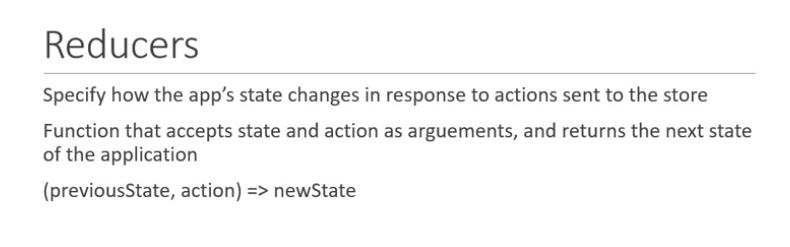 Reducers
Specify how the app’s state changes in response to actions sent to the store
Function that accepts state and action as arguements, and returns the next state
of the application
(previousState, action) => newState